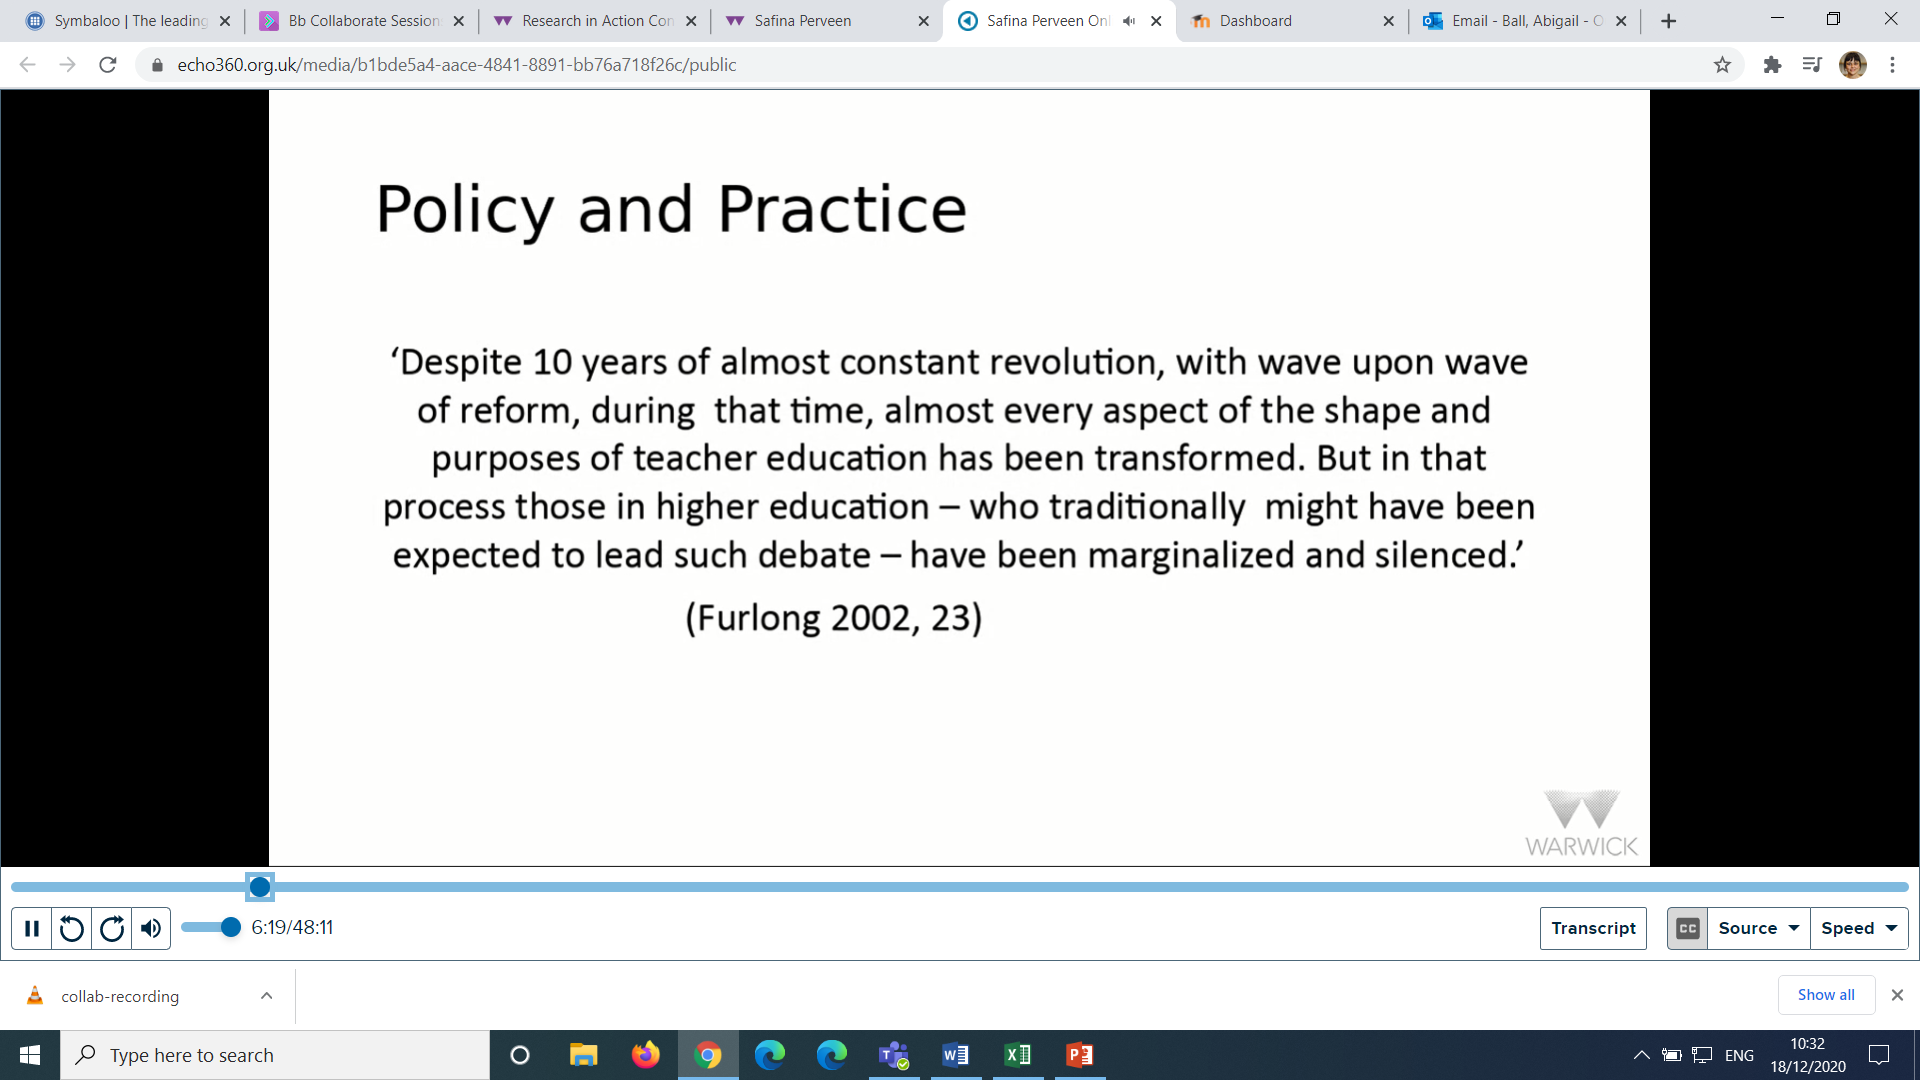 Symbaloo | The leading
Bb Collaborate Session
Research in Action Con
Safina Perveen
Safina Perveen Onl
Dashboard
Email - Ball, Abigail - O
echo360.org.uk/media/b1bde5a4-aace-4841-8891-bb76a718f26c/public
Policy and Practice
‘Despite 10 years of almost constant revolution, with wave upon wave
of reform, during  that time, almost every aspect of the shape and
purposes of teacher education has been transformed. But in that
process those in higher education – who traditionally  might have been
expected to lead such debate – have been marginalized and silenced.’
(Furlong 2002, 23)
WARWICK
6:19/48:11
Transcript
CC
Source
Speed
collab-recording
Show all
Type here to search
ENG
10:32
18/12/2020